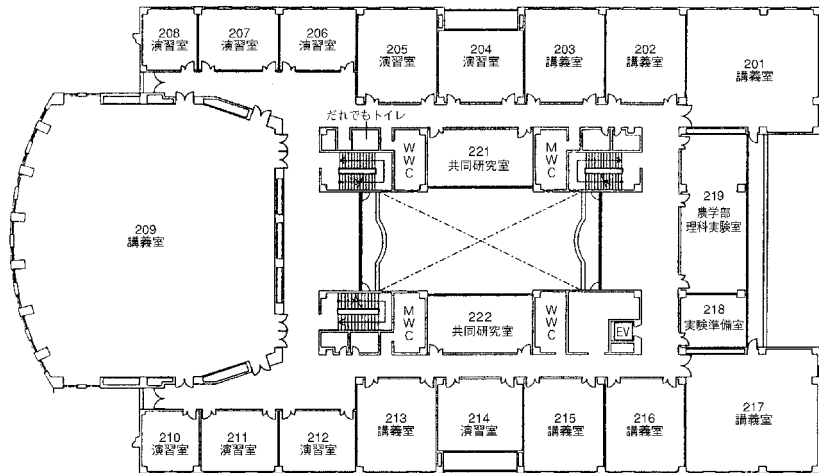 208
演習室
207
演習室
206
演習室
205
演習室
204
演習室
203
講義室
202
講義室
201
講義室
だれでもトイレ
WWC
221
共同研究室
MWC
219
農学部
理科実験室
209
講義室
MWC
222
共同研究室
WWC
EV
218
実験準備室
213
講義室
214
演習室
215
講義室
216
講義室
217
講義室
210
演習室
211
演習室
212
演習室